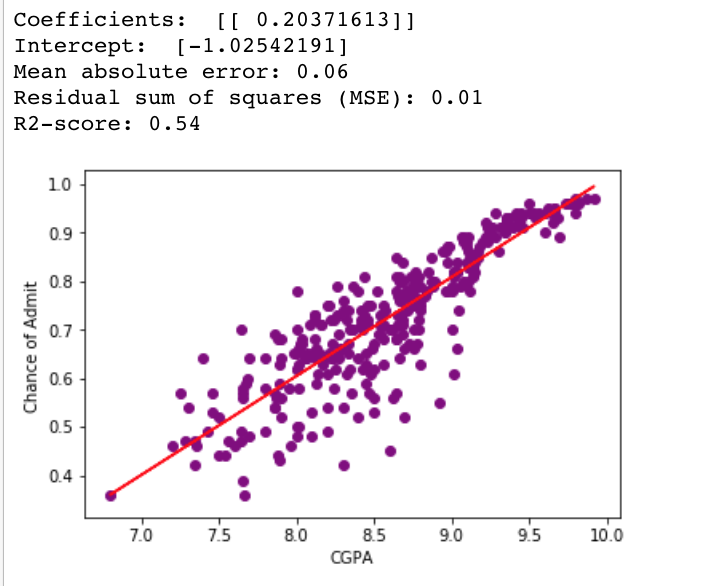 Coefficients:  [[ 0.20371613]]
Intercept:  [-1.02542191]
Mean absolute error: 0.06
Residual sum of squares (MSE): 0.01
R2-score: 0.54
1.0
0.9
0.8
0.7
0.6
0.5
0.4
Chance of Admit
7.0 7.5 8.0 8.5 9.0 9.5 10.0
CGPA